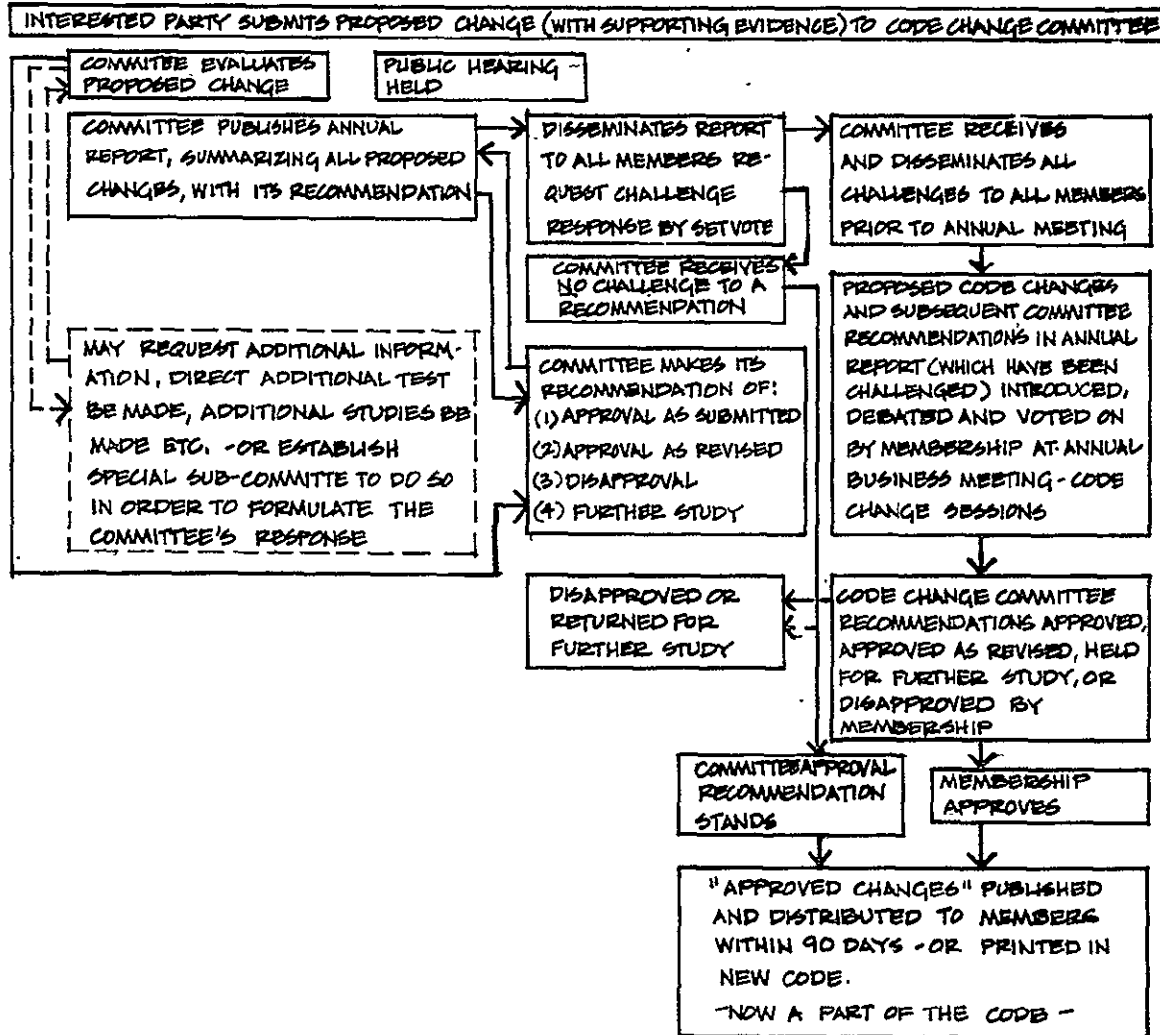 INTERESTED PARTY SUBMITS PROPOSED CHANGE (WITH SUPPORTING EVIDENCE) TO CODE CHANGE COMMITTEE
COMMITEE EVALUATES
PROPOSED CHANGE
PUBLIC HEARING -
HELD
COMMITTEE PUBLISHES ANNUAL
REPORT, SUMMARIZING ALL PROPOSED
CHANGES, WITH ITS RECOMMENDATION
DISSEMINATES REPORT
TO ALL MEMBERS RE-
QUEST CHALLENGE
RESPONSE BY SET VOTE
COMMITTEE RECEIVES
AND DISSEMINATES ALL
CHALLENGES TO ALL MEMBERS
PRIOR TO ANNUAL MEETING
COMMITTEE RECEIVES
NO CHALLENGE TO A
RECOMMENDATION
PROPOSED CODE CHANGES
AND SUBSEQUENT COMMITTEE
RECOMMENDATIONS IN ANNUAL
REPORT (WHICH HAVE BEEN
CHALLENGED) INTRODUCED,
DEBATED AND VOTED ON
BY MEMBERSHIP AT ANNUAL
BUSINESS MEETING - CODE
CHANGE SESSIONS
MAY REQUEST ADDITIONAL INFORM-
ATION, DIRECT ADDITIONAL TEST
BE MADE, ADDITIONAL STUDIES BE
MADE ETC. - OR ESTABLISH
SPECIAL SUB-COMMITTE TO DO SO
IN ORDER TO FORMULATE THE
COMMITTEE'S RESPONSE
COMMITTEE MAKES ITS
RECOMMENDATION OF:
(1) APPROVAL AS SUBMITTED
(2) APPROVAL AS REVISED
(3) DISAPPROVAL
(4) FURTHER STUDY
DISAPPROVED OR
RETURNED FOR
FURTHER STUDY
CODE CHANGE COMMITTEE
RECOMMENDATIONS APPROVED,
APPROVED AS REVISED, HELD
FOR FURTHER STUDY, OR
DISAPPROVED BY
MEMBERSHIP
COMMITTEE APPROVAL
RECOMMENDATION
STANDS
MEMBERSHIP
APPROVES
"APPROVED CHANGES" PUBLISHED
AND DISTRIBUTED TO MEMBERS
WITHIN 90 DAYS - OR PRINTED IN
NEW CODE.
- NOW A PART OF THE CODE -